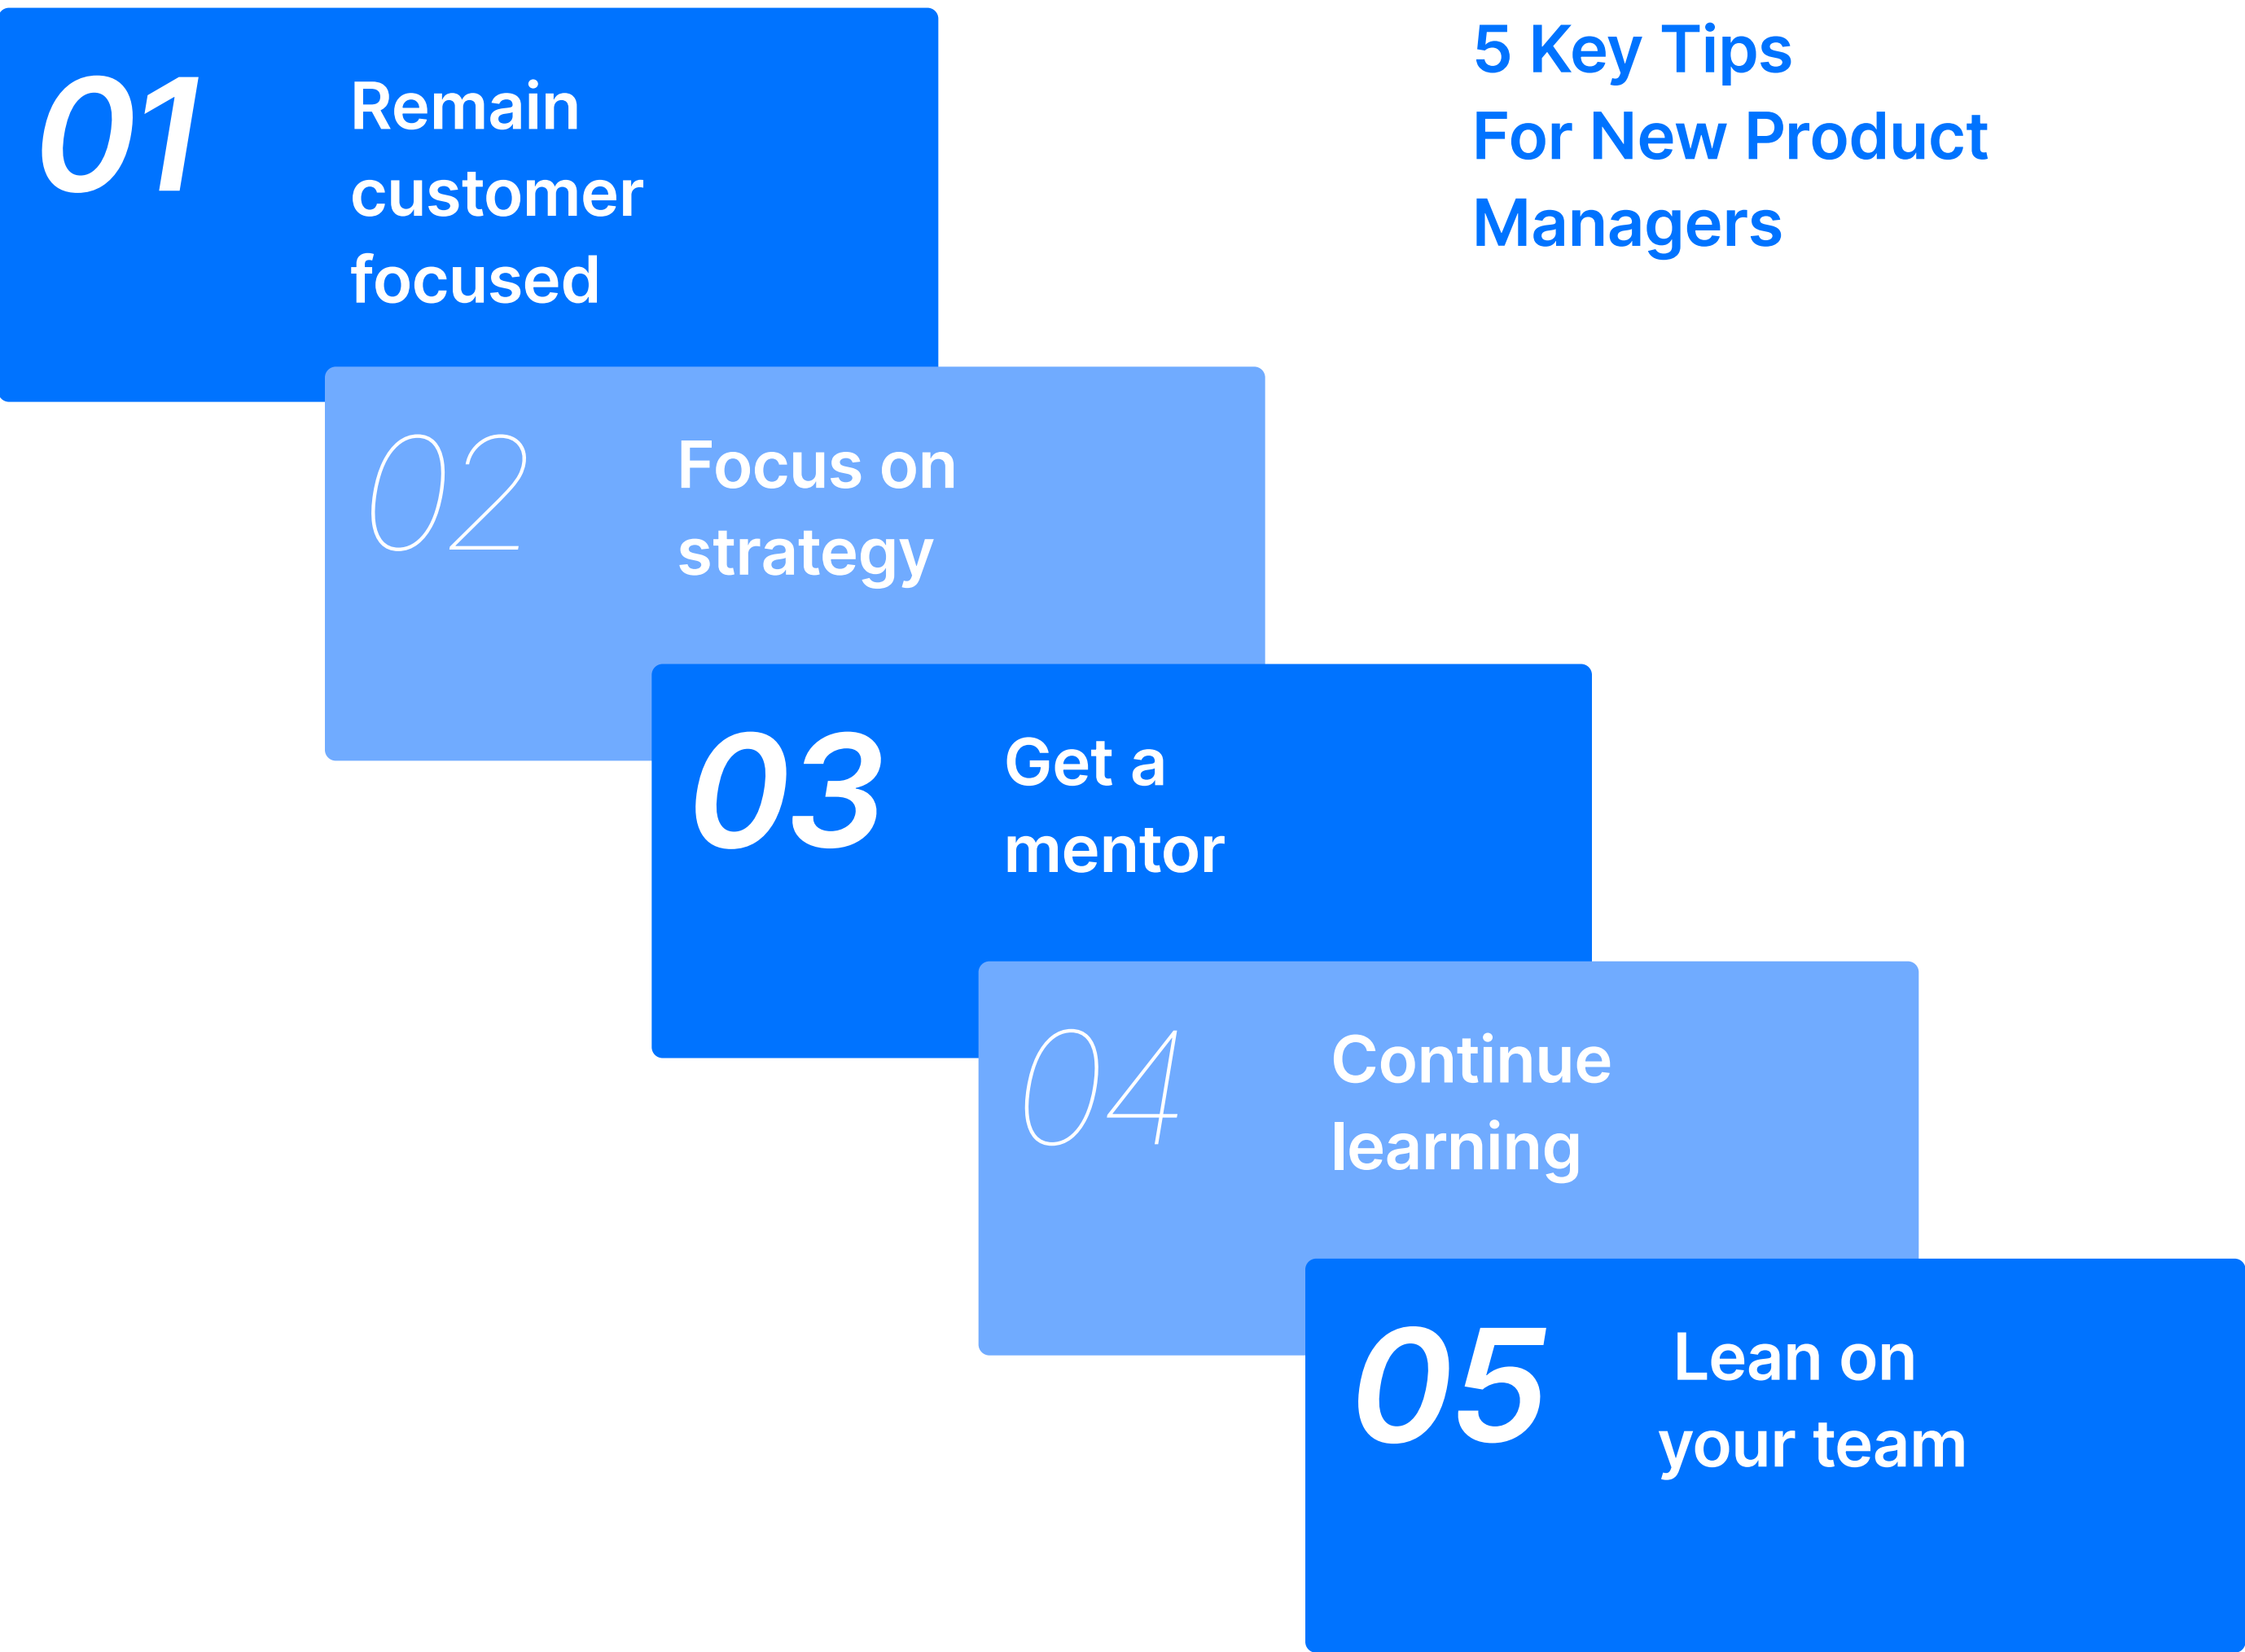 5 Key Tips
For New Product
Managers
01
Remain
customer
focused
02
Focus on
strategy
03
Get a
mentor
04
Continue
learning
05
Lean on
your team